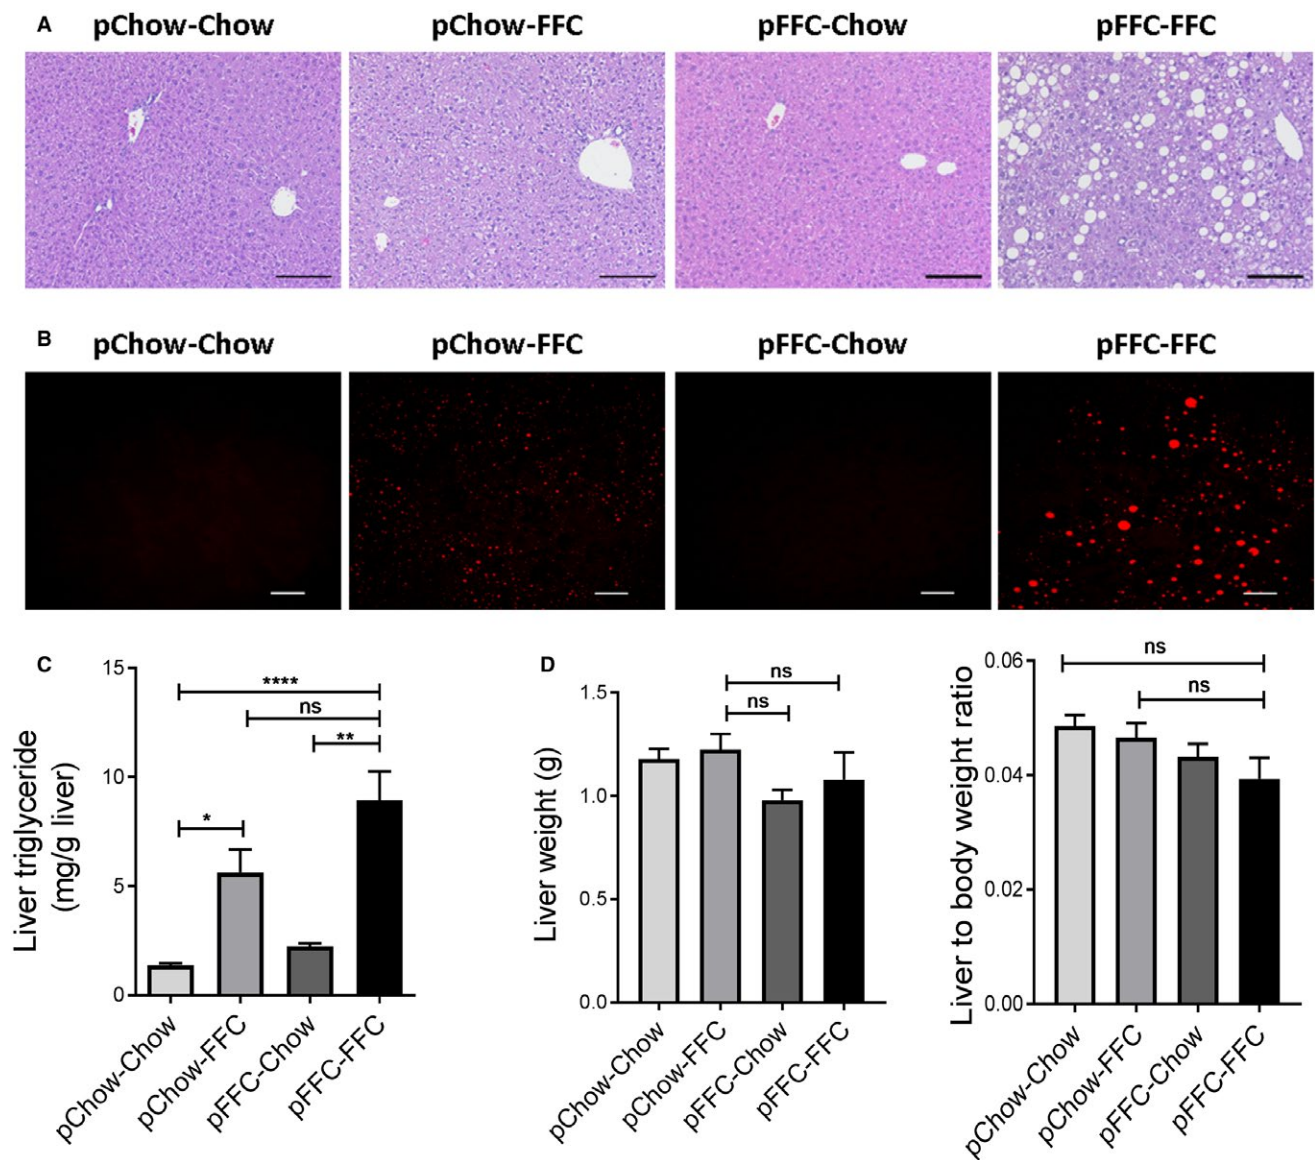 A
pChow-Chow
pChow-FFC
pFFC-Chow
pFFC-FFC
B
pChow-Chow
pChow-FFC
pFFC-Chow
pFFC-FFC
C
Liver triglyceride
(mg/g liver)
15
10
5
0
****
ns
**
*
pChow-Chow
pChow-FFC
pFFC-Chow
pFFC-FFC
D
Liver weight (g)
1.5
1.0
0.5
0.0
ns
ns
pChow-Chow
pChow-FFC
pFFC-Chow
pFFC-FFC
Liver to body weight ratio
0.06
0.04
0.02
0.00
ns
ns
pChow-Chow
pChow-FFC
pFFC-Chow
pFFC-FFC